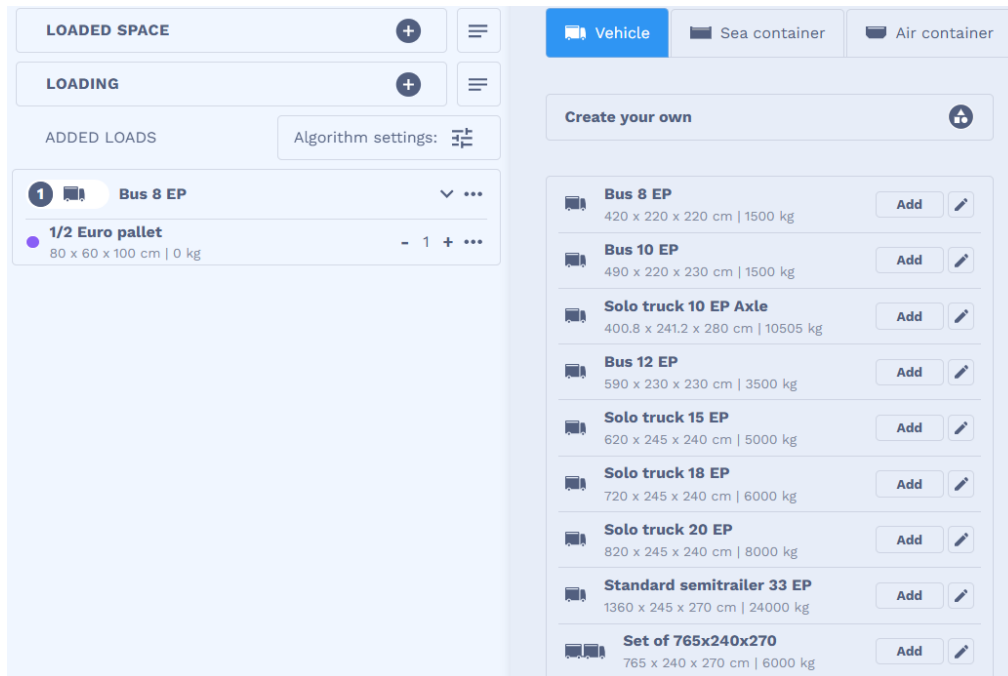 LOADED SPACE
LOADING
ADDED LOADS
Algorithm settings:
1 Bus 8 EP
1/2 Euro pallet
80 x 60 x 100 cm | 0 kg
- 1 +
Vehicle
Sea container
Air container
Create your own
Bus 8 EP
420 x 220 x 220 cm | 1500 kg
Add
Bus 10 EP
490 x 220 x 230 cm | 1500 kg
Add
Solo truck 10 EP Axle
400.8 x 241.2 x 280 cm | 10505 kg
Add
Bus 12 EP
590 x 230 x 230 cm | 3500 kg
Add
Solo truck 15 EP
620 x 245 x 240 cm | 5000 kg
Add
Solo truck 18 EP
720 x 245 x 240 cm | 6000 kg
Add
Solo truck 20 EP
820 x 245 x 240 cm | 8000 kg
Add
Standard semitrailer 33 EP
1360 x 245 x 270 cm | 24000 kg
Add
Set of 765x240x270
765 x 240 x 270 cm | 6000 kg
Add